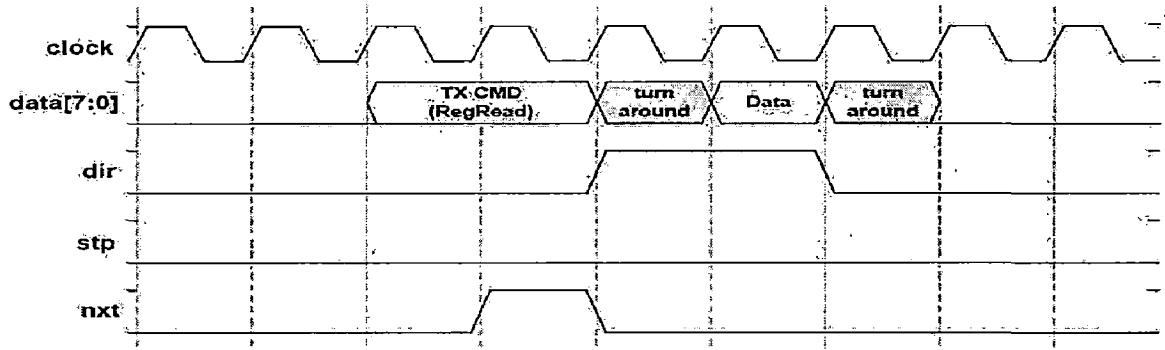 clock
data[7:0]
TX CMD
(RegRead)
turn
around
Data
turn
around
dir
stp
nxt